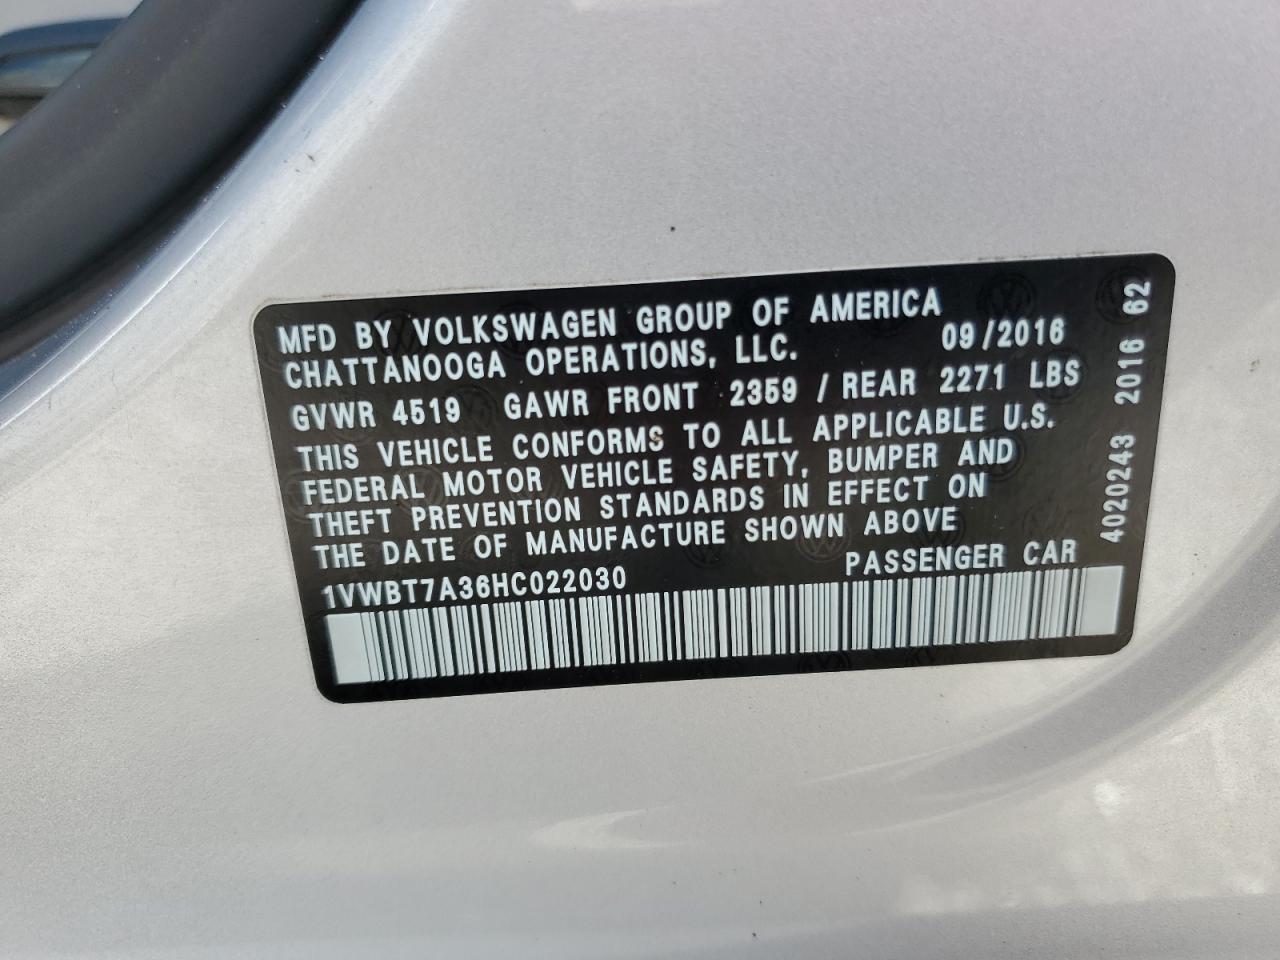 MFD BY VOLKSWAGEN GROUP OF AMERICA
CHATTANOOGA OPERATIONS, LLC. 09/2016
GVWR 4519 GAWR FRONT 2359 / REAR 2271 LBS
THIS VEHICLE CONFORMS TO ALL APPLICABLE U.S.
FEDERAL MOTOR VEHICLE SAFETY, BUMPER AND
THEFT PREVENTION STANDARDS IN EFFECT ON
THE DATE OF MANUFACTURE SHOWN ABOVE
1VWBT7A36HC022030 PASSENGER CAR
4020243 2016 62